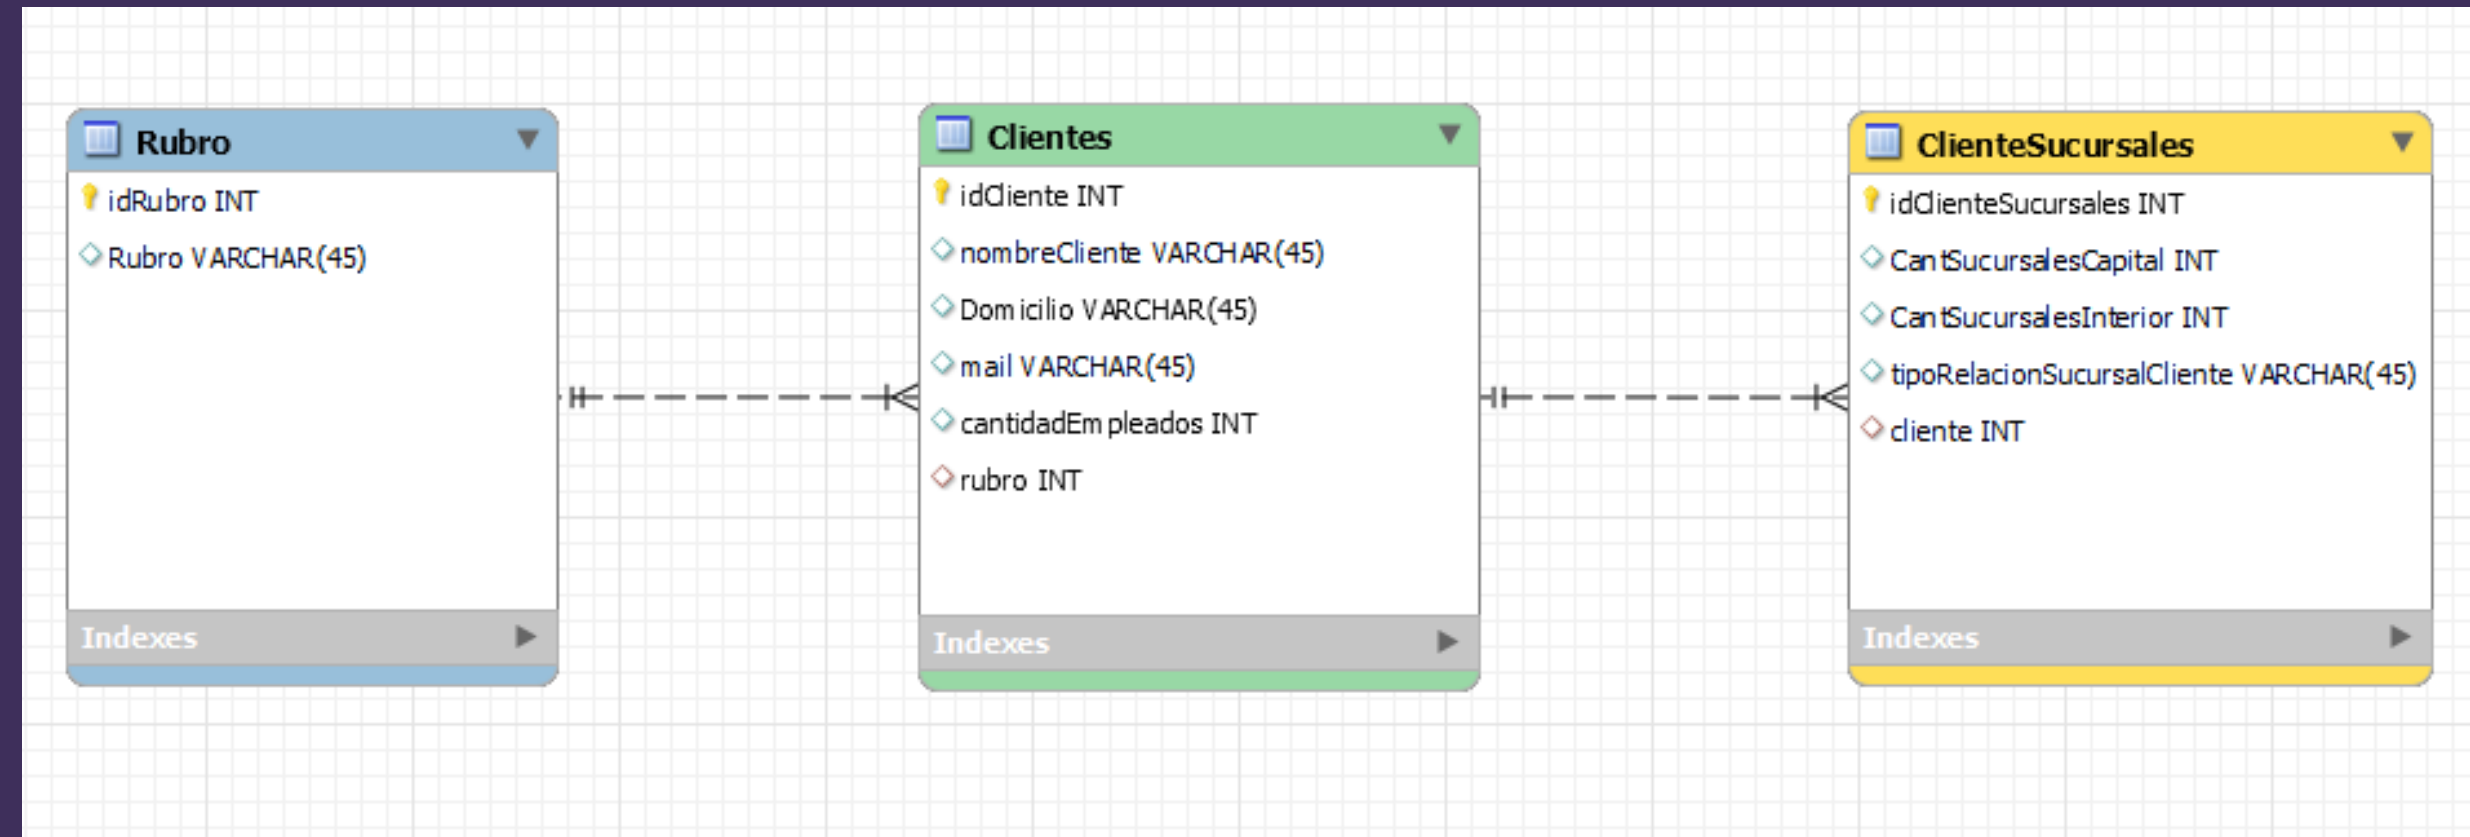 Rubro
idRubro INT
Rubro VARCHAR(45)
Indexes
Clientes
idCliente INT
nombreCliente VARCHAR(45)
Domicilio VARCHAR(45)
mail VARCHAR(45)
cantidadEmpleados INT
rubro INT
Indexes
ClienteSucursales
idClienteSucursales INT
CantSucursalesCapital INT
CantSucursalesInterior INT
tipoRelacionSucursalCliente VARCHAR(45)
cliente INT
Indexes